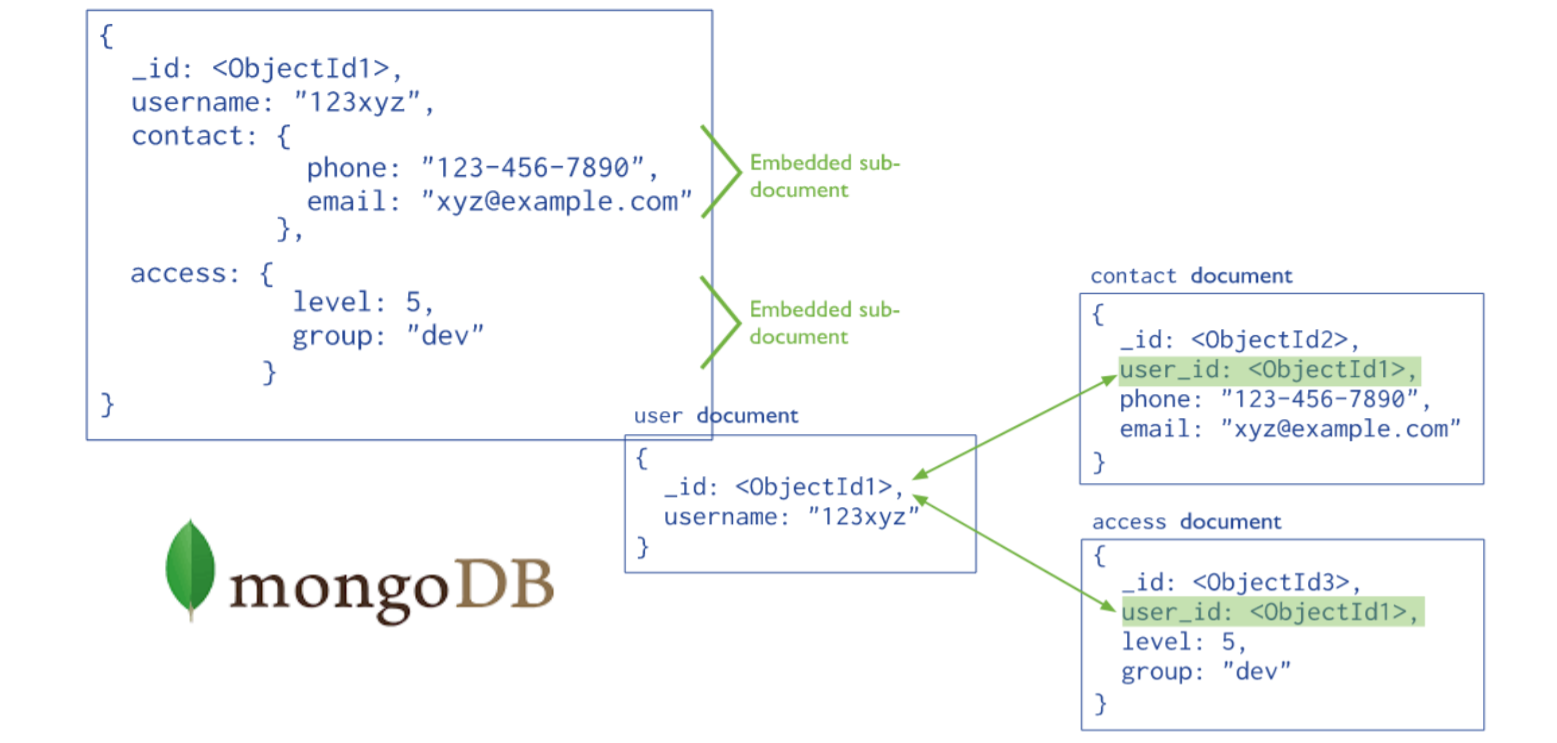 {
_id: <ObjectId1>,
username: "123xyz",
contact: {
phone: "123-456-7890",
email: "xyz@example.com"
},
access: {
level: 5,
group: "dev"
}
}
Embedded sub-
document
Embedded sub-
document
user document
{
_id: <ObjectId1>,
username: "123xyz"
}
contact document
{
_id: <ObjectId2>,
user_id: <ObjectId1>,
phone: "123-456-7890",
email: "xyz@example.com"
}
access document
{
_id: <ObjectId3>,
user_id: <ObjectId1>,
level: 5,
group: "dev"
}
mongoDB